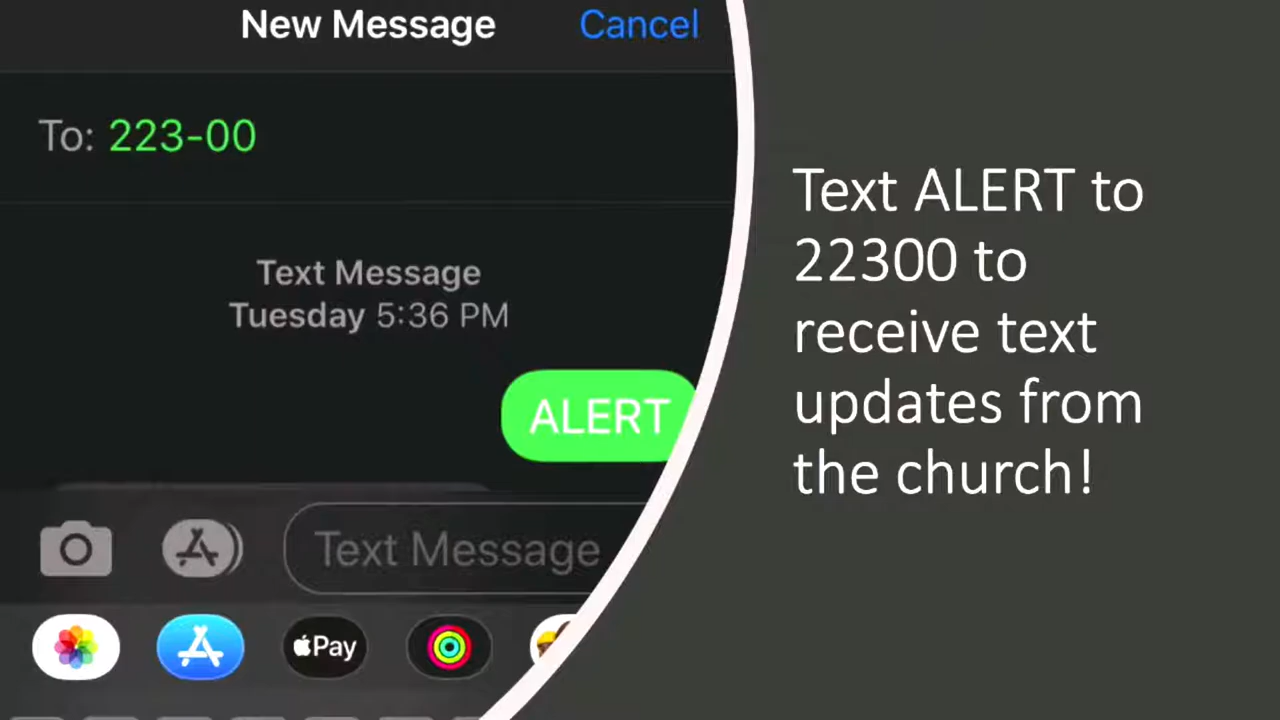 New Message
Cancel
To: 223-00
Text Message
Tuesday 5:36 PM
ALERT
Text Message
Pay
Text ALERT to
22300 to
receive text
updates from
the church!